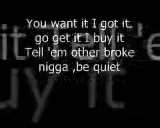 You want it I got it,
go get it I buy it
Tell 'em other broke
nigga ,be quiet